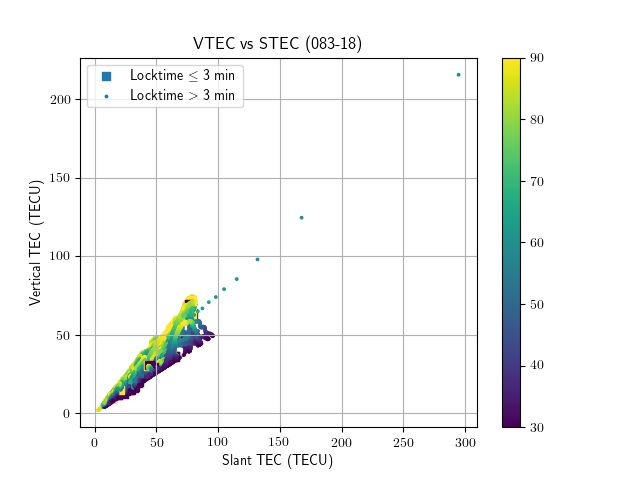 VTEC vs STEC (083-18)
Locktime ≤ 3 min
Locktime > 3 min
Vertical TEC (TECU)
200
150
100
50
0
0 50 100 150 200 250 300
Slant TEC (TECU)
90
80
70
60
50
40
30